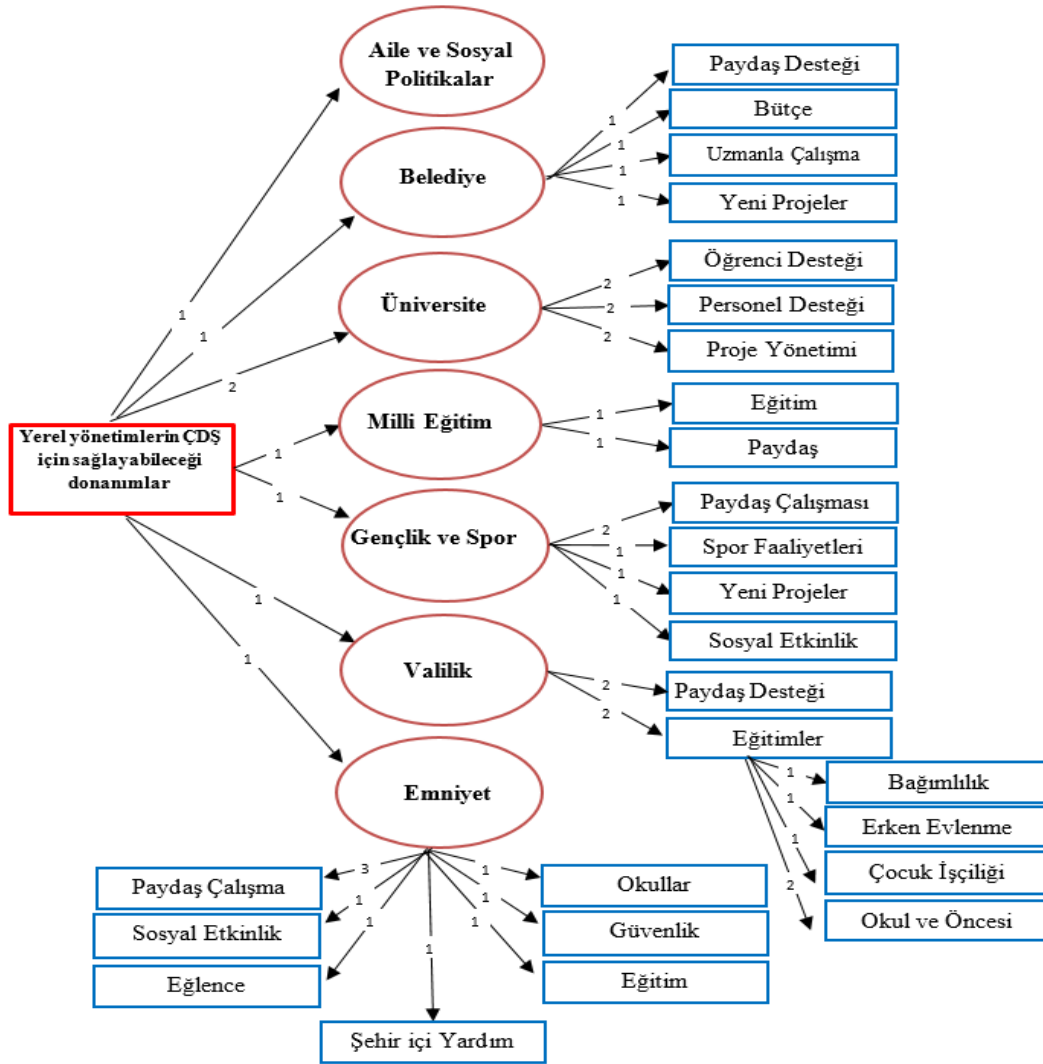 Aile ve Sosyal
Politikalar
Belediye
Üniversite
Milli Eğitim
Gençlik ve Spor
Valilik
Emniyet
Yerel yönetimlerin ÇDŞ
için sağlayabileceği
donanımlar
1
1
2
1
1
1
1
Paydaş Desteği
Bütçe
Uzmanla Çalışma
Yeni Projeler
1
1
1
1
Öğrenci Desteği
Personel Desteği
Proje Yönetimi
2
2
2
Eğitim
Paydaş
1
1
Paydaş Çalışması
Spor Faaliyetleri
Yeni Projeler
Sosyal Etkinlik
2
1
1
1
Paydaş Desteği
Eğitimler
2
2
Bağımlılık
Erken Evlenme
Çocuk İşçiliği
Okul ve Öncesi
1
1
1
2
Paydaş Çalışma
Sosyal Etkinlik
Eğlence
Şehir içi Yardım
Okullar
Güvenlik
Eğitim
3
1
1
1
1
1
1